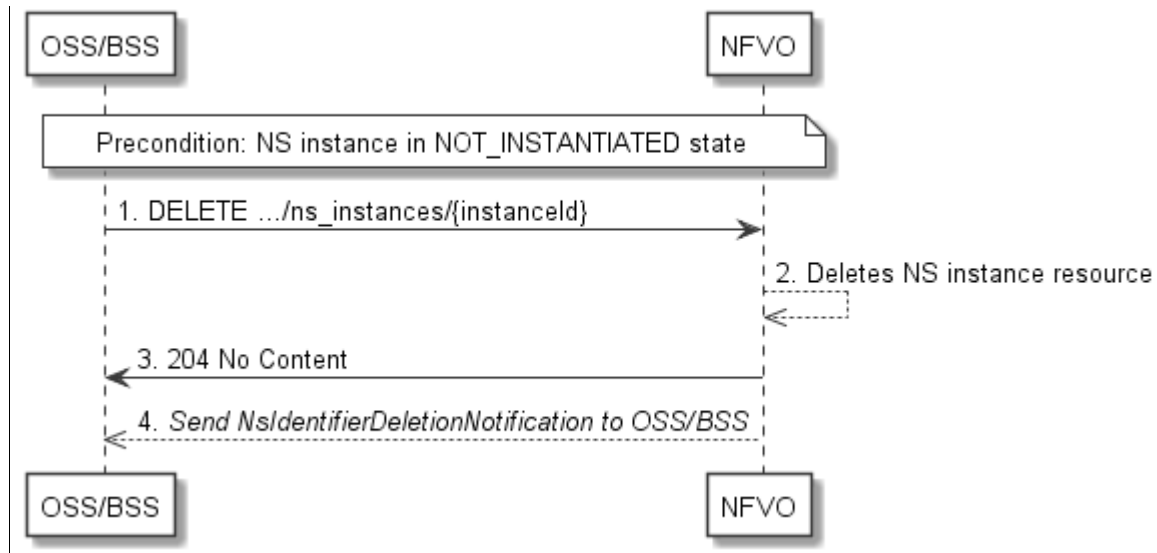 OSS/BSS
NFVO
Precondition: NS instance in NOT_INSTANTIATED state
1. DELETE .../ns_instances/{instanceId}
2. Deletes NS instance resource
3. 204 No Content
4. Send NsIdentifierDeletionNotification to OSS/BSS
OSS/BSS
NFVO